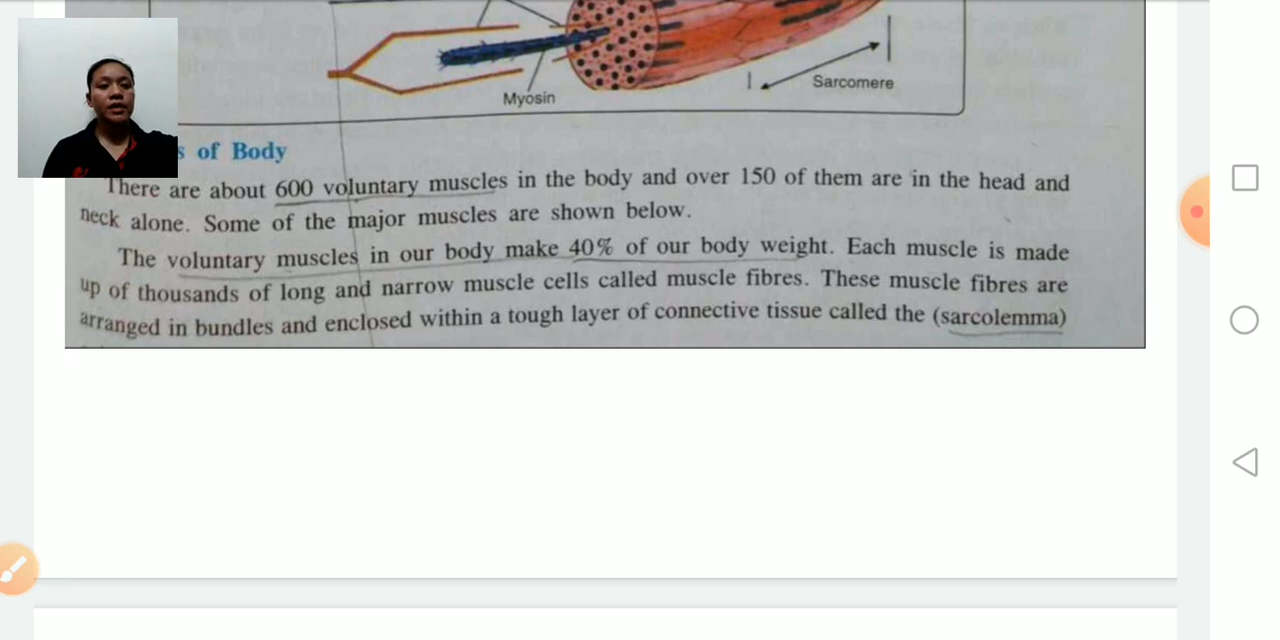 Myosin
Sarcomere
s of Body
There are about 600 voluntary muscles in the body and over 150 of them are in the head and
neck alone. Some of the major muscles are shown below.
The voluntary muscles in our body make 40% of our body weight. Each muscle is made
up of thousands of long and narrow muscle cells called muscle fibres. These muscle fibres are
arranged in bundles and enclosed within a tough layer of connective tissue called the (sarcolemma)